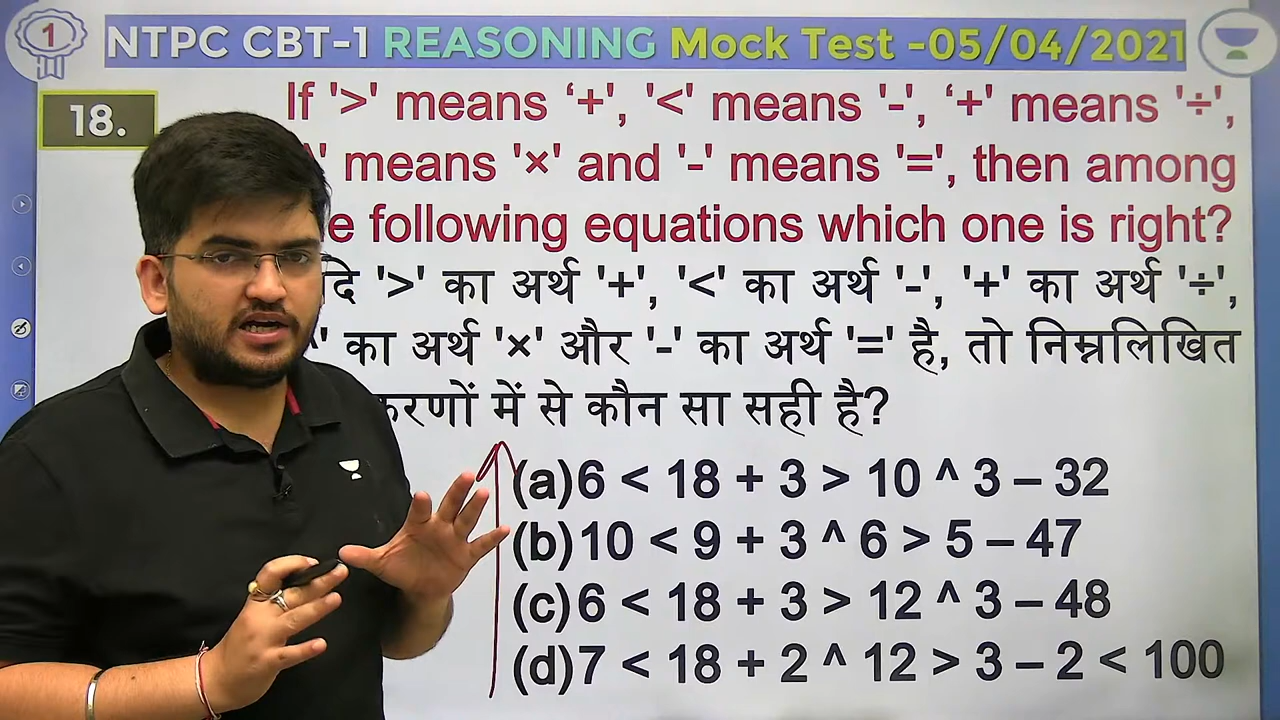 1
NTPC CBT-1 REASONING Mock Test -05/04/2021
18.
If '>' means ‘+’, '<' means '-', ‘+’ means '÷',
' means '×' and '-' means '=', then among
e following equations which one is right?
'>' का अर्थ '+', '<' का अर्थ '-', '+' का अर्थ '÷',
' का अर्थ '×' और '-' का अर्थ '=' है, तो निम्नलिखित
करणों में से कौन सा सही है?
(a) 6 < 18 + 3 > 10 ^ 3 – 32
(b) 10 < 9 + 3 ^ 6 > 5 – 47
(c) 6 < 18 + 3 > 12 ^ 3 – 48
(d) 7 < 18 + 2 ^ 12 > 3 – 2 < 100